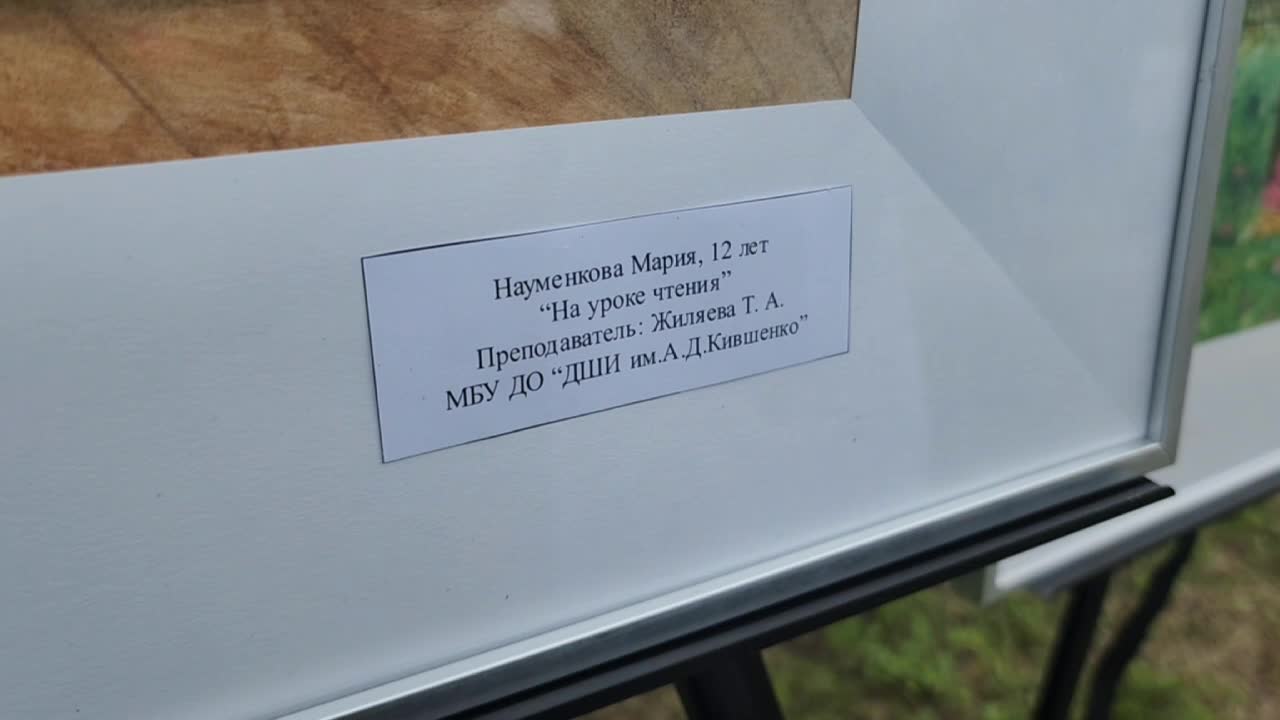 Науменкова Мария, 12 лет
“На уроке чтения”
Преподаватель: Жиляева Т. А.
МБУ ДО “ДШИ им.А.Д.Кившенко”